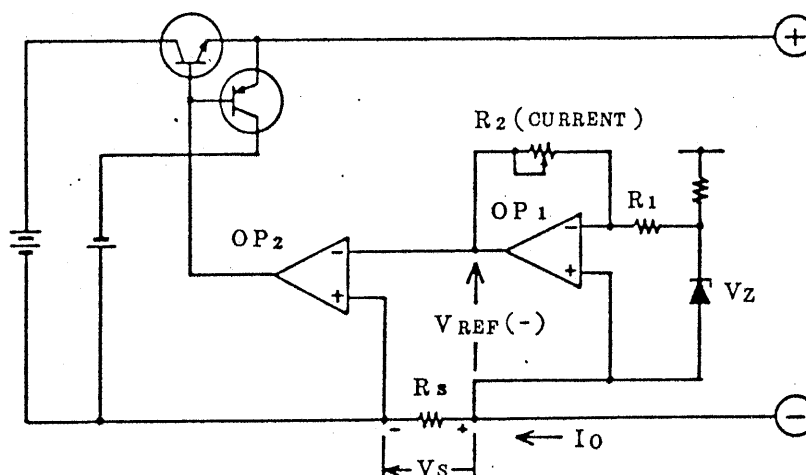 +
R2 (CURRENT)
R1
OP1
OP2
-
-
+
+
VZ
VREF(-)
Rs
-
+
-
IO
VS